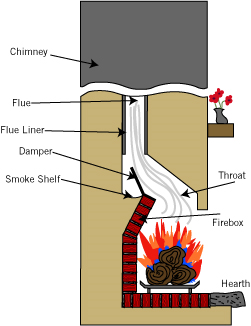 Chimney
Flue
Flue Liner
Damper
Smoke Shelf
Throat
Firebox
Hearth